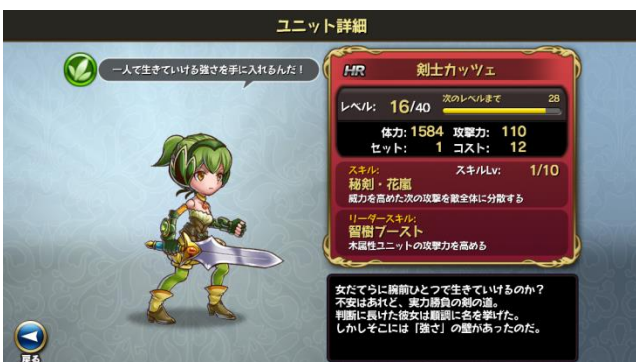 ユニット詳細
一人で生きていける強さを手に入れるんだ！
HR 剣士カッツェ
レベル: 16/40 次のレベルまで 28
体力: 1584 攻撃力: 110
セット: 1 コスト: 12
スキル: スキルLv: 1/10
秘剣・花嵐
威力を高めた次の攻撃を敵全体に分散する
リーダースキル:
智樹ブースト
木属性ユニットの攻撃力を高める
女だてらに腕前ひとつで生きていけるのか？
不安はあれど、実力勝負の剣の道。
判断に長けた彼女は順調に名を挙げた。
しかしそこには「強さ」の壁があったのだ。
戻る